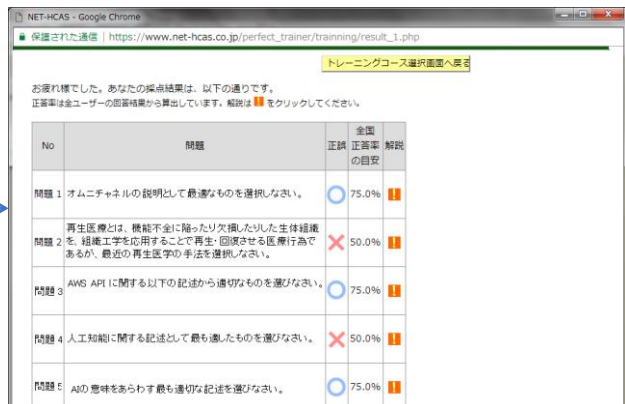 NET-HCAS - Google Chrome
保護された通信 | https://www.net-hcas.co.jp/perfect_trainer/trainning/result_1.php
トレーニングコース選択画面へ戻る
お疲れ様でした。あなたの採点結果は、以下の通りです。
正答率は全ユーザーの回答結果から算出しています。解説は ! をクリックしてください。
No 問題 正誤 全国正答率の目安 解説
問題 1 オムニチャネルの説明として最適なものを選択しなさい。 75.0%
問題 2 再生医療とは、機能不全に陥ったり欠損したりした生体組織
を、組織工学を応用することで再生・回復させる医療行為で
あるが、最近の再生医学の手法を選択しなさい。 50.0%
問題 3 AWS API に関する以下の記述から適切なものを選びなさい。 75.0%
問題 4 人工知能に関する記述として最も適したものを選びなさい。 50.0%
問題 5 AIの意味をあらわす最も適切な記述を選びなさい。 75.0%